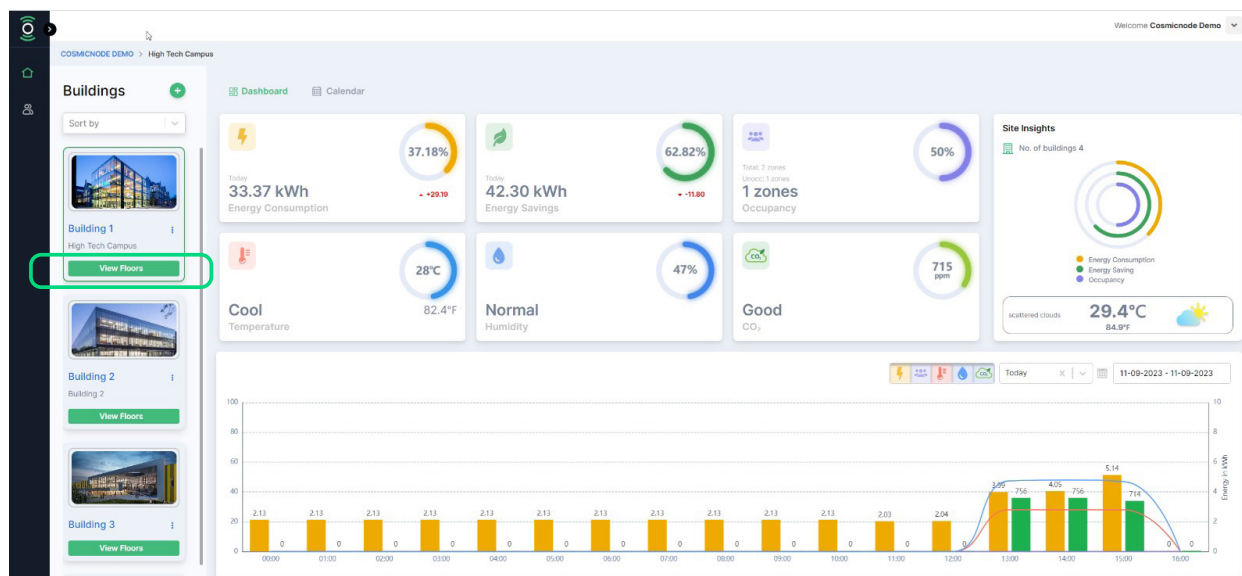 Welcome Cosmicnode Demo
COSMICNODE DEMO > High Tech Campus
Buildings
Sort by
Building 1
High Tech Campus
View Floors
Building 2
Building 2
View Floors
Building 3
View Floors
Dashboard
Calendar
37.18%
Today
33.37 kWh
+29.19
Energy Consumption
62.82%
Today
42.30 kWh
-11.80
Energy Savings
50%
Total: 2 zones
Unocc: 1 zones
1 zones
Occupancy
28°C
Cool
82.4°F
Temperature
47%
Normal
Humidity
CO₂
715
ppm
Good
CO₂
Site Insights
No. of buildings 4
Energy Consumption
Energy Saving
Occupancy
scattered clouds
29.4°C
84.9°F
CO₂
Today
X
11-09-2023 - 11-09-2023
100
80
60
40
20
0
10
8
6
4
2
0
Energy in kWh
2.13 2.13 2.13 2.13 2.13 2.13 2.13 2.13 2.13 2.13 2.13 2.03 2.04 3.99 4.05 5.14 0
0 0 0 0 0 0 0 0 0 0 0 0 0 756 756 714 0
00:00 01:00 02:00 03:00 04:00 05:00 06:00 07:00 08:00 09:00 10:00 11:00 12:00 13:00 14:00 15:00 16:00